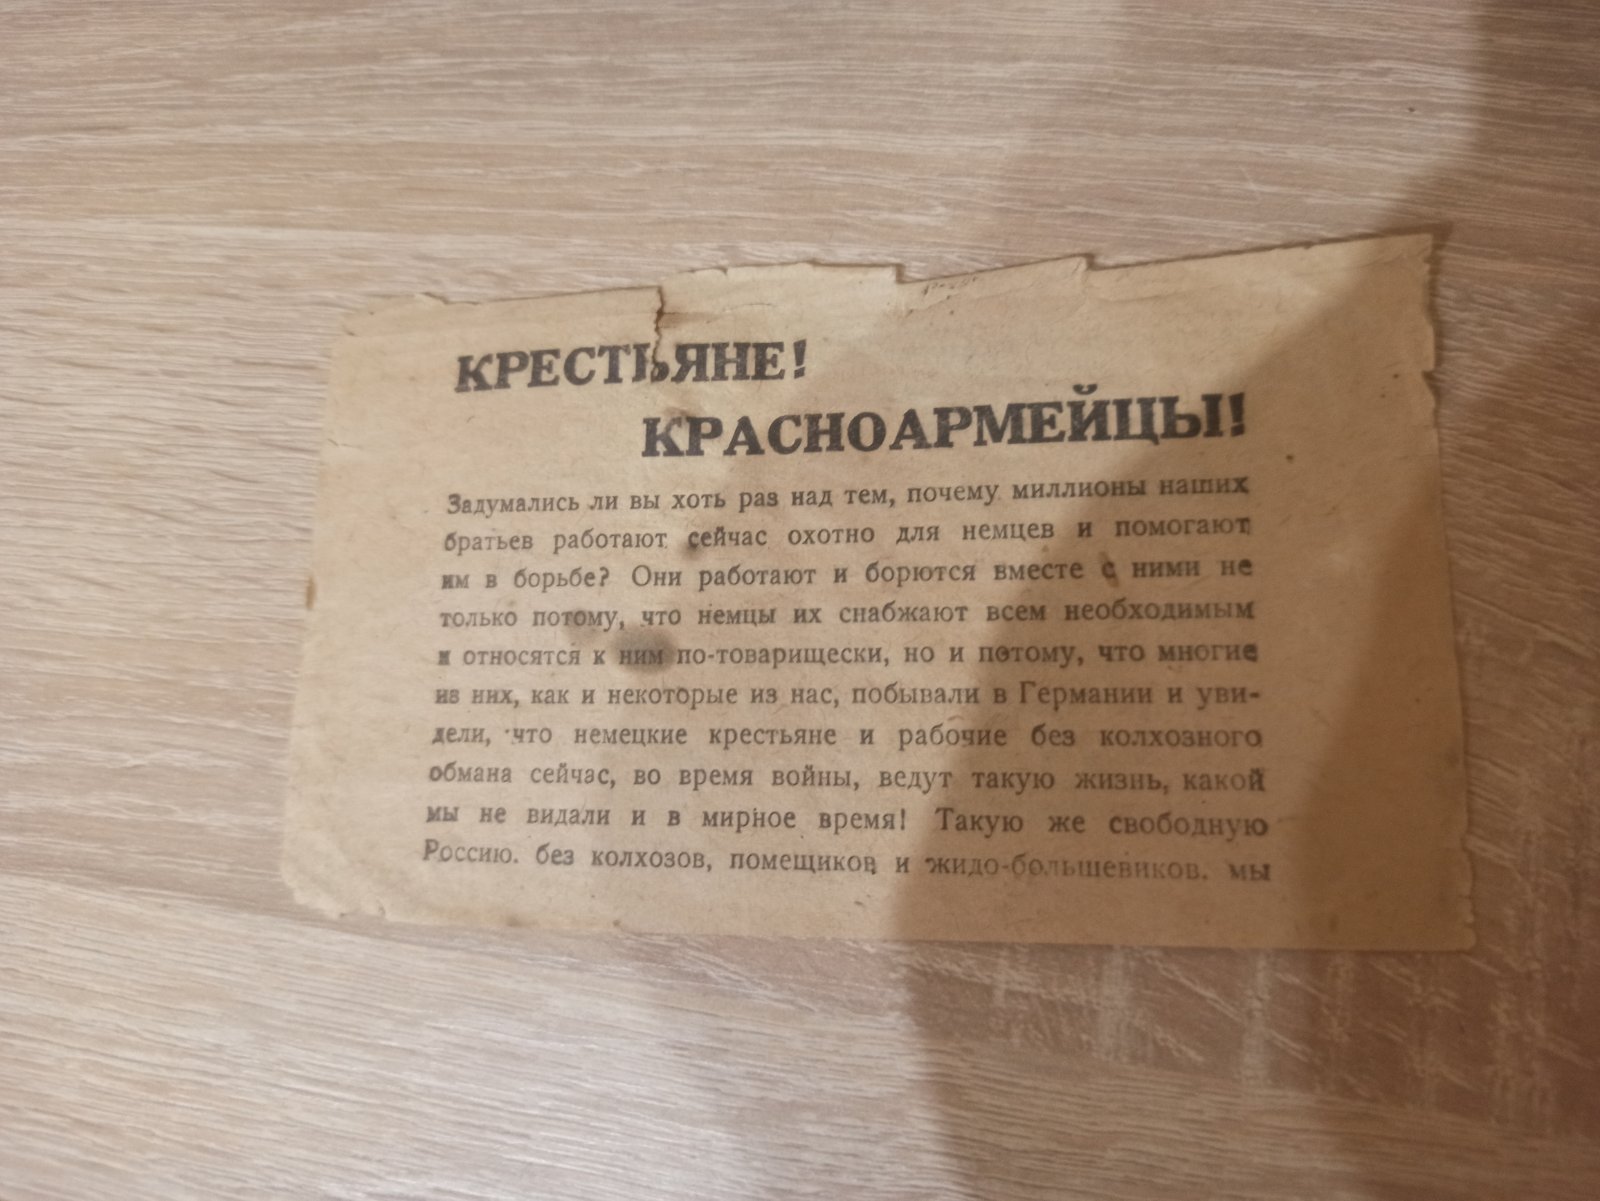 КРЕСТЬЯНЕ!
КРАСНОАРМЕЙЦЫ!
Задумались ли вы хоть раз над тем, почему миллионы наших
братьев работают сейчас охотно для немцев и помогают
им в борьбе? Они работают и борются вместе с ними не
только потому, что немцы их снабжают всем необходимым
и относятся к ним по-товарищески, но и потому, что многие
из них, как и некоторые из нас, побывали в Германии и уви-
дели, что немецкие крестьяне и рабочие без колхозного
обмана сейчас, во время войны, ведут такую жизнь, какой
мы не видали и в мирное время! Такую же свободную
Россию. без колхозов, помещиков и жидо-большевиков. мы